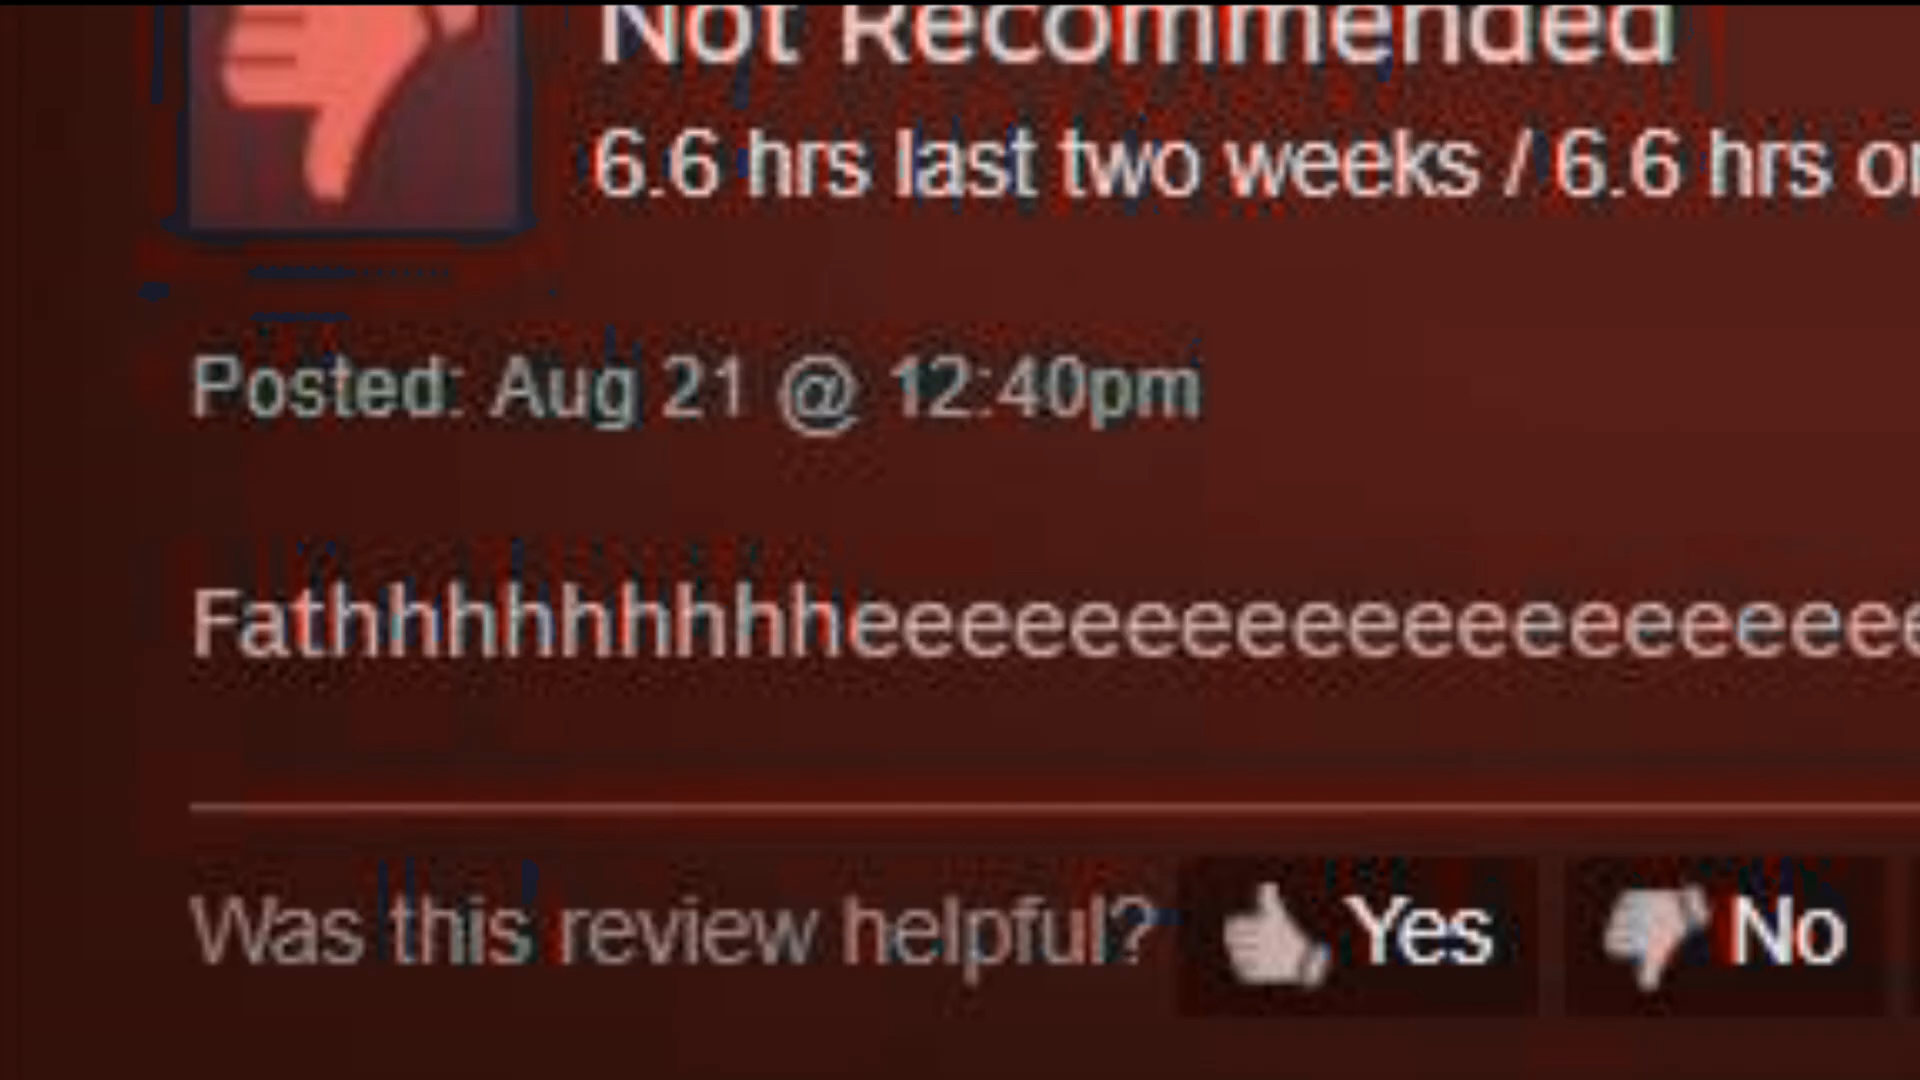 Not Recommended
6.6 hrs last two weeks / 6.6 hrs on
Posted: Aug 21 @ 12:40pm
Fathhhhhhhhheeeeeeeeeeeeeeeeeeee
Was this review helpful? Yes No